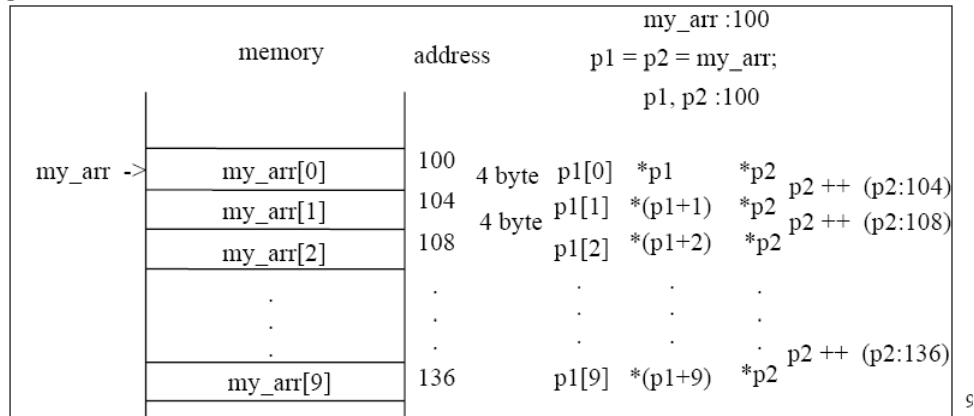 my_arr :100
memory address p1 = p2 = my_arr;
p1, p2 :100
my_arr -> my_arr[0] 100 4 byte p1[0] *p1 *p2
p2 ++ (p2:104)
my_arr[1] 104 4 byte p1[1] *(p1+1) *p2
p2 ++ (p2:108)
my_arr[2] 108 p1[2] *(p1+2) *p2
. . . . .
. . . . .
. . . . .
p2 ++ (p2:136)
my_arr[9] 136 p1[9] *(p1+9) *p2
9